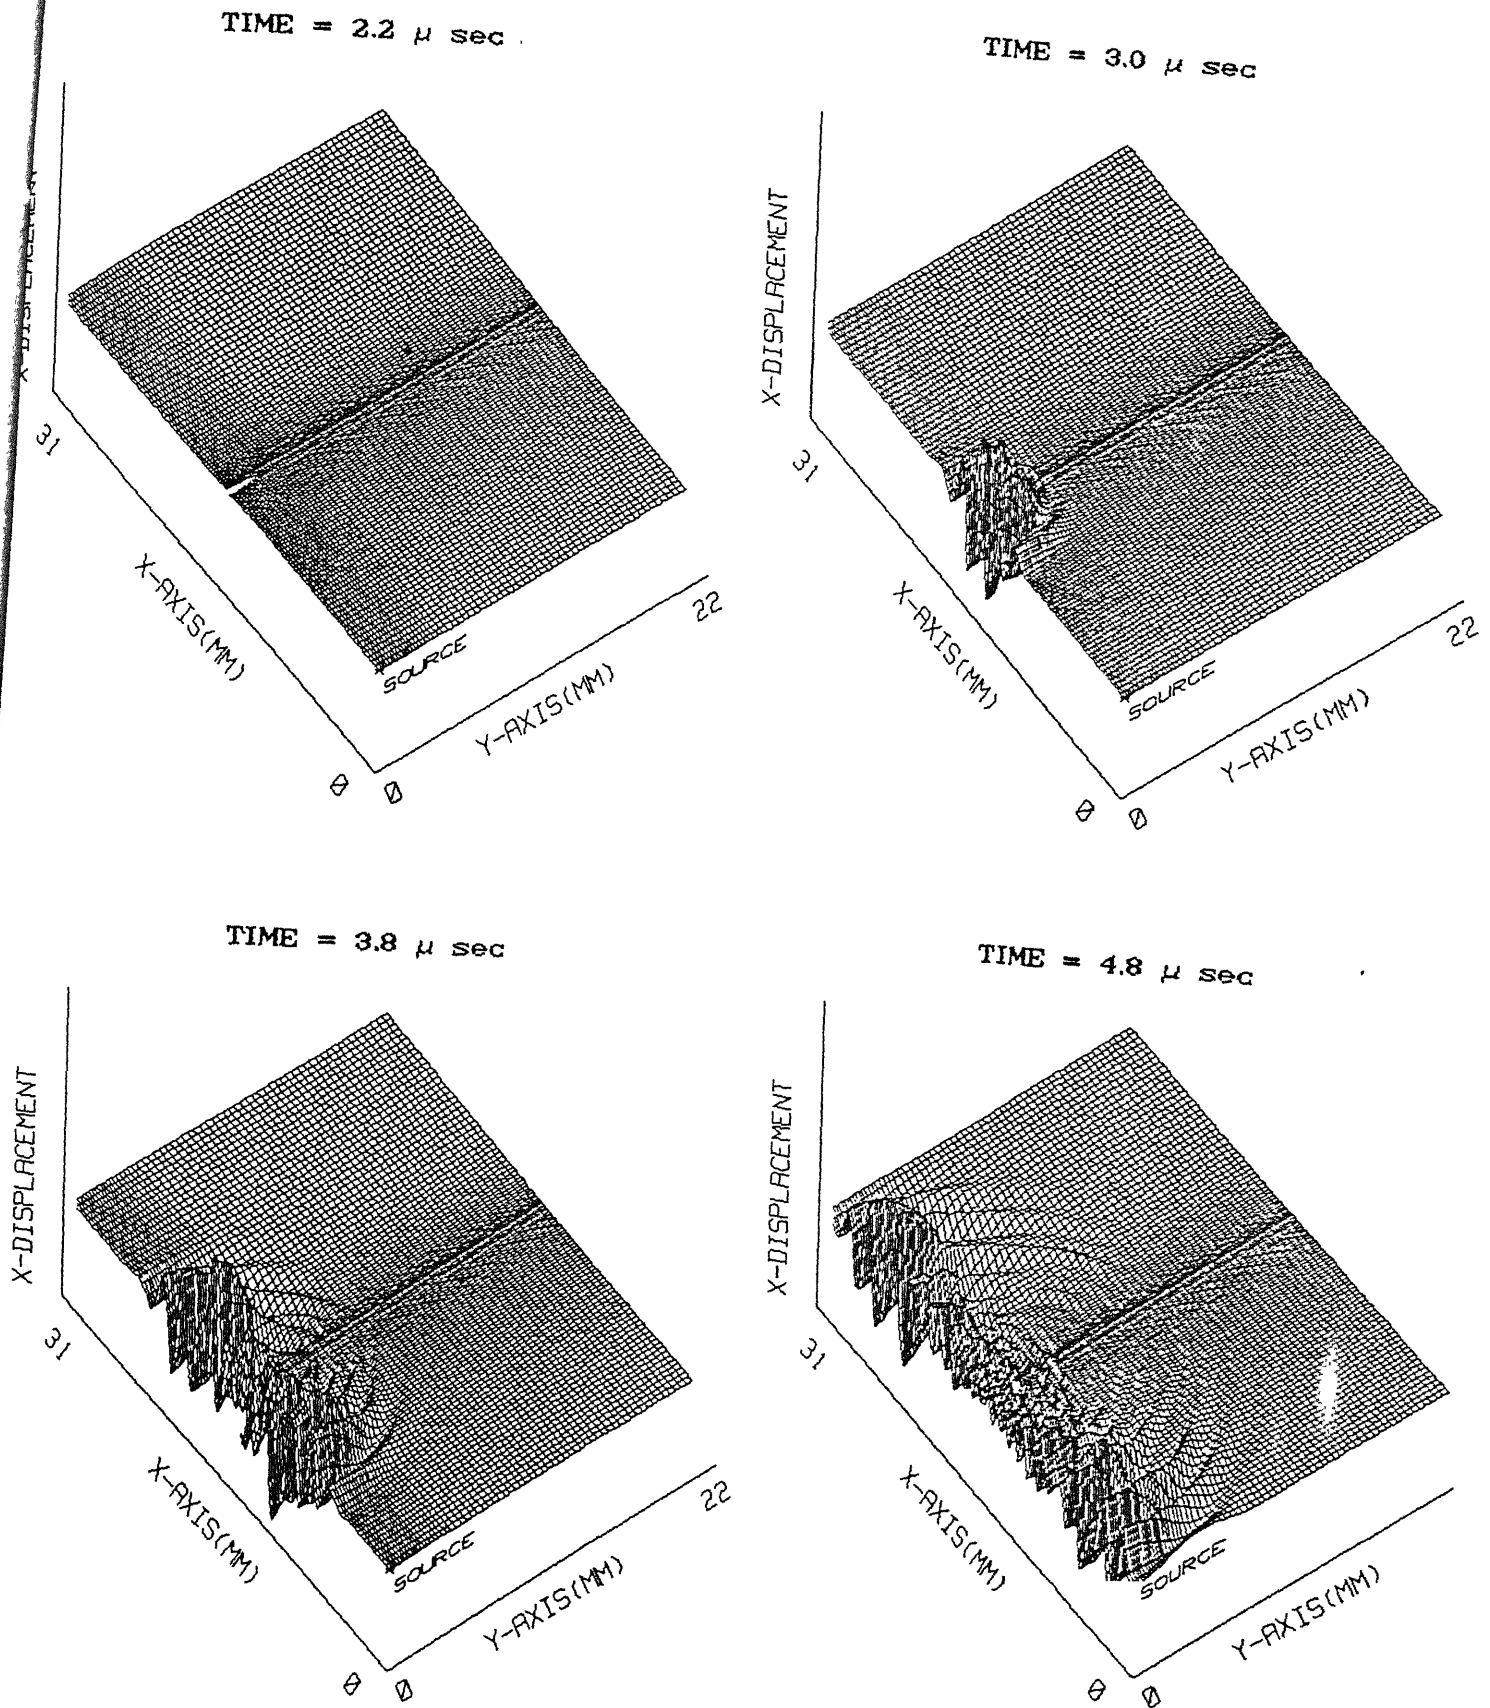 TIME = 2.2 μ sec
X-DISPLACEMENT
31
X-AXIS(MM)
0
0
SOURCE
Y-AXIS(MM)
22
TIME = 3.0 μ sec
X-DISPLACEMENT
31
X-AXIS(MM)
0
0
SOURCE
Y-AXIS(MM)
22
TIME = 3.8 μ sec
X-DISPLACEMENT
31
X-AXIS(MM)
0
0
SOURCE
Y-AXIS(MM)
22
TIME = 4.8 μ sec
X-DISPLACEMENT
31
X-AXIS(MM)
0
0
SOURCE
Y-AXIS(MM)